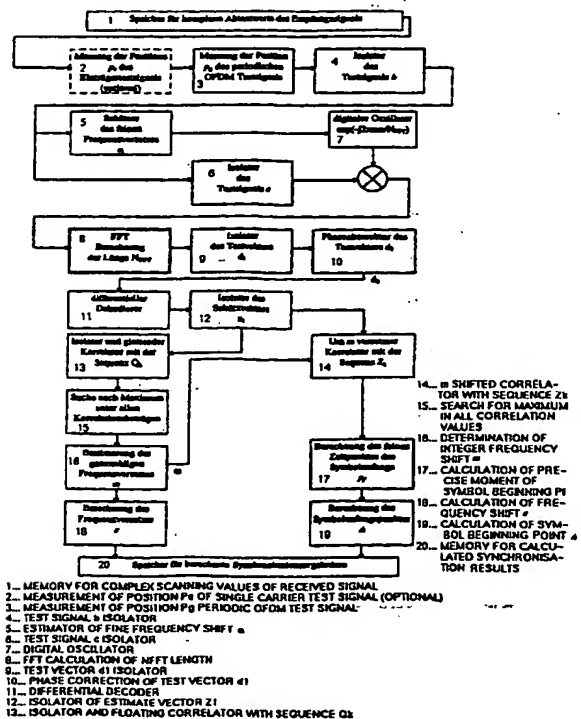 1 Speicher für komplexe Abtastwerte des Empfangssignals
Messung der Position
2 des
Eintonträgersignals
(optional)
Messung der Position
des periodischen
3 OFDM Testsignals
4 Isolator
des
Testsignals b
5 Schätzer
des feinen
Frequenzversatzes
α
digitaler Oszillator
7
6 Isolator
des
Testsignals c
8 FFT
Berechnung
der Länge
9 Isolator
des Testvektors
Phasenkorrektur des
Testvektors
10
differentieller
11
Isolator des
12 Schätzvektors
Isolator und gleitender
Korrelator mit der
13 Sequenz
Um m versetzter
Korrelator mit der
14 Sequenz
Suche nach Maximum
unter allen
15
16 Bestimmung des
ganzzahligen
Frequenzversatzes
m
m
Berechnung des feinen
Zeitpunktes des
17 Symbolanfangs
Berechnung des
Frequenzversatzes
18
Berechnung des
19
20 Speicher für berechnete Synchronisationsergebnisse
14... m SHIFTED CORRELATOR WITH SEQUENCE Zk
15... SEARCH FOR MAXIMUM
IN ALL CORRELATION
VALUES
16... DETERMINATION OF
INTEGER FREQUENCY
SHIFT m
17... CALCULATION OF PRECISE MOMENT OF
SYMBOL BEGINNING Pf
18... CALCULATION OF FREQUENCY SHIFT
19... CALCULATION OF SYMBOL BEGINNING POINT
20... MEMORY FOR CALCULATED SYNCHRONISATION RESULTS
1... MEMORY FOR COMPLEX SCANNING VALUES OF RECEIVED SIGNAL
2... MEASUREMENT OF POSITION Pe OF SINGLE CARRIER TEST SIGNAL (OPTIONAL)
3... MEASUREMENT OF POSITION Pg PERIODIC OFDM TEST SIGNAL
4... TEST SIGNAL b ISOLATOR
5... ESTIMATOR OF FINE FREQUENCY SHIFT α
6... TEST SIGNAL c ISOLATOR
7... DIGITAL OSCILLATOR
8... FFT CALCULATION OF NFFT LENGTH
9... TEST VECTOR d1 ISOLATOR
10... PHASE CORRECTION OF TEST VECTOR d1
11... DIFFERENTIAL DECODER
12... ISOLATOR OF ESTIMATE VECTOR Z1
13... ISOLATOR AND FLOATING CORRELATOR WITH SEQUENCE Qk